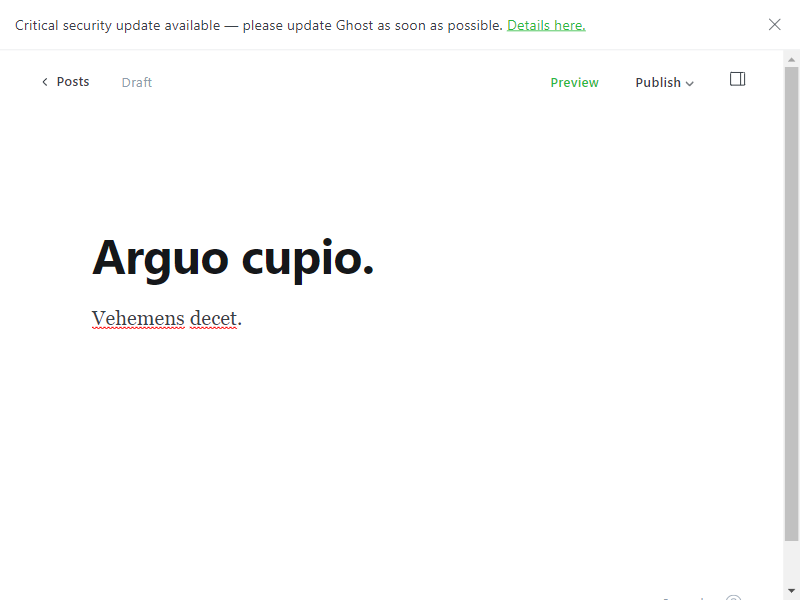 Critical security update available — please update Ghost as soon as possible. Details here.
Posts
Draft
Preview
Publish
Arguo cupio.
Vehemens decet.